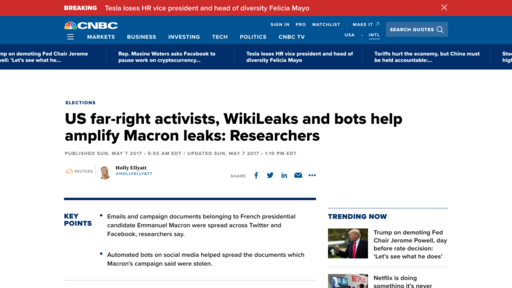 BREAKING Tesla loses HR vice president and head of diversity Felicia Mayo
CNBC
SIGN IN PRO WATCHLIST MAKE IT
USA INTL
SEARCH QUOTES
MARKETS BUSINESS INVESTING TECH POLITICS CNBC TV
mp on demoting Fed Chair Jerome
well: 'Let's see what he...
Rep. Maxine Waters asks Facebook to
pause work on cryptocurrency...
Tesla loses HR vice president and head of
diversity Felicia Mayo
Tariffs hurt the economy, but China must
be held accountable:...
Stoc
high
ELECTIONS
US far-right activists, WikiLeaks and bots help
amplify Macron leaks: Researchers
PUBLISHED SUN, MAY 7 2017 • 5:55 AM EDT | UPDATED SUN, MAY 7 2017 • 1:10 PM EDT
REUTERS
Holly Ellyatt
@HOLLYELLYATT
SHARE
KEY
POINTS
Emails and campaign documents belonging to French presidential
candidate Emmanuel Macron were spread across Twitter and
Facebook, researchers say.
Automated bots on social media helped spread the documents which
Macron's campaign said were stolen.
TRENDING NOW
1
Trump on demoting Fed
Chair Jerome Powell, day
before rate decision:
'Let's see what he does'
Netflix is doing
something it's never